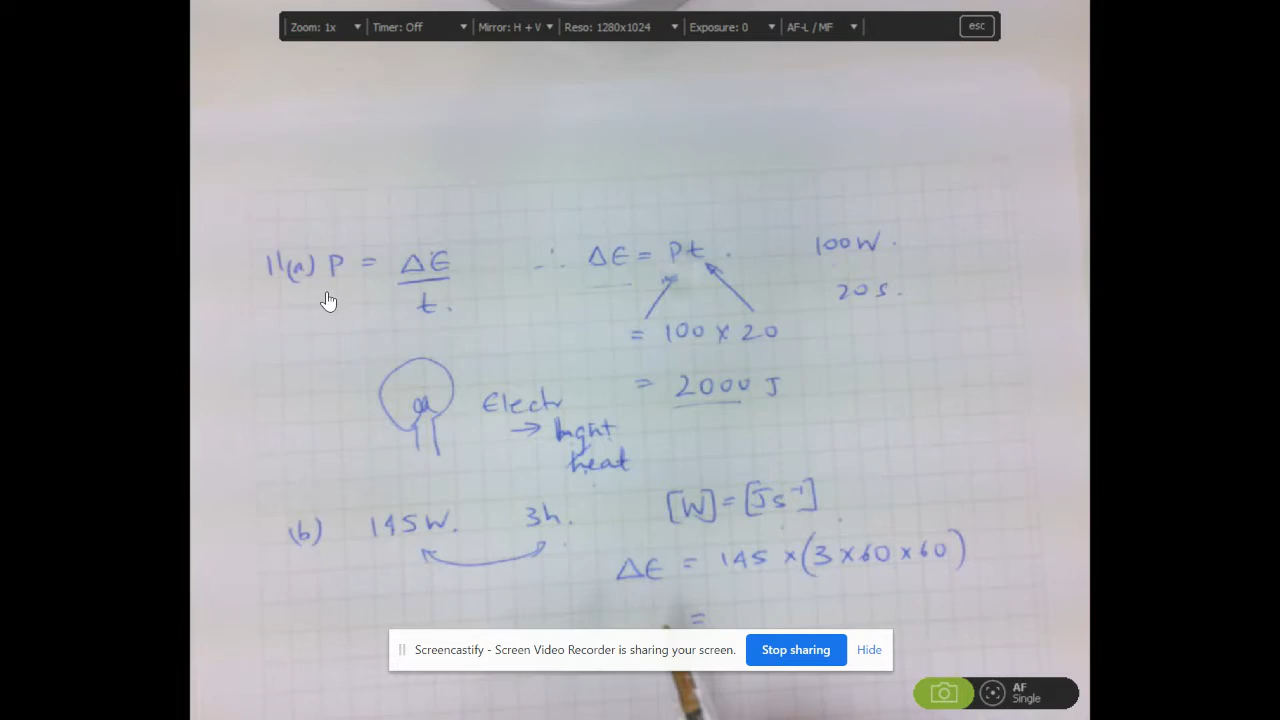 Zoom: 1x Timer: Off Mirror: H + V Reso: 1280x1024 Exposure: 0 AF-L / MF esc
11(a) P = ΔE / t. ∴ ΔE = Pt. 100W.
20s.
= 100 × 20
= 2000 J
Electr
→ light
heat
(b) 145W. 3h. [W] = [Js⁻¹]
ΔE = 145 × (3 × 60 × 60)
=
Screencastify - Screen Video Recorder is sharing your screen. Stop sharing Hide
AF
Single